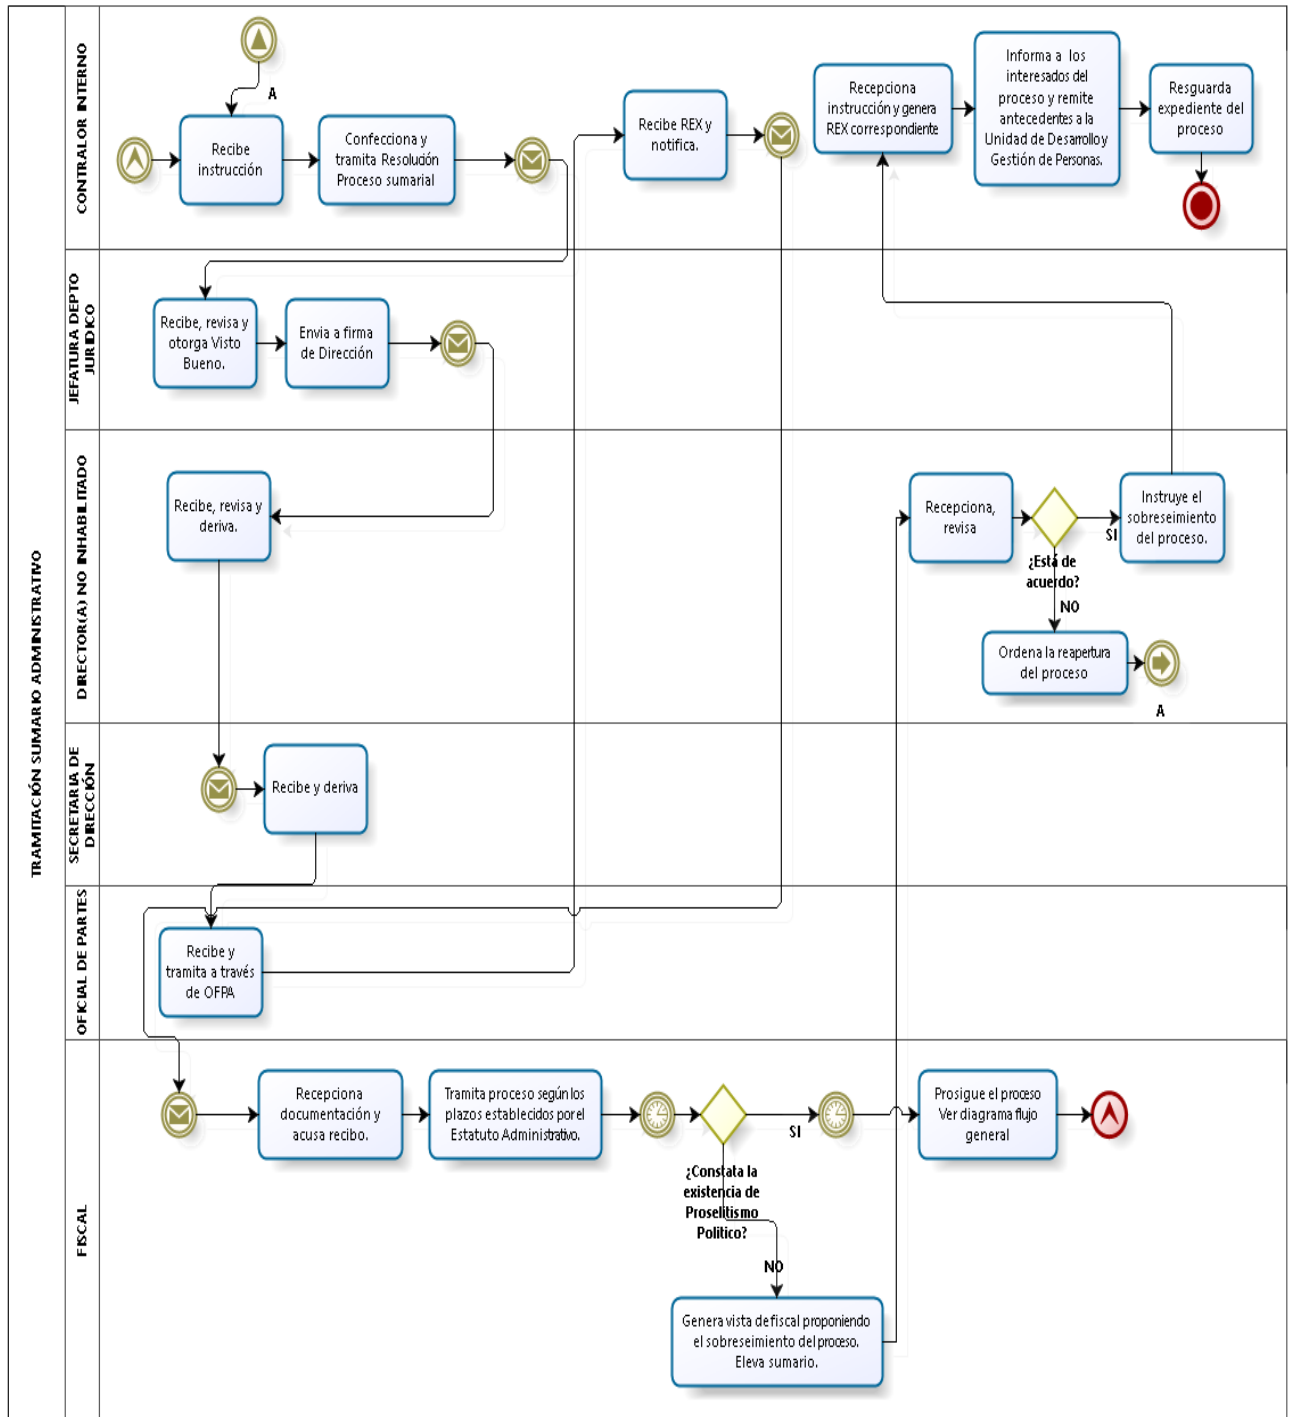 TRAMITACIÓN SUMARIO ADMINISTRATIVO
CONTRALOR INTERNO
A
Recibe
instrucción
Confecciona y
tramita Resolución
Proceso sumarial
Recibe REX y
notifica.
Recepciona
instrucción y genera
REX correspondiente
Informa a los
interesados del
proceso y remite
antecedentes a la
Unidad de Desarrollo y
Gestión de Personas.
Resguarda
expediente del
proceso
JEFATURA DEPTO
JURIDICO
Recibe, revisa y
otorga Visto
Bueno.
Envia a firma
de Dirección
DIRECTOR(A) NO INHABILITADO
Recibe, revisa y
deriva.
Recepciona,
revisa
¿Está de
acuerdo?
SI
NO
Instruye el
sobreseimiento
del proceso.
Ordena la reapertura
del proceso
A
SECRETARIA DE
DIRECCIÓN
Recibe y deriva
OFICIAL DE PARTES
Recibe y
tramita a través
de OFPA
FISCAL
Recepciona
documentación y
acusa recibo.
Tramita proceso según los
plazos establecidos por el
Estatuto Administrativo.
¿Constata la
existencia de
Proselitismo
Politico?
SI
NO
Prosigue el proceso
Ver diagrama flujo
general
Genera vista de fiscal proponiendo
el sobreseimiento del proceso.
Eleva sumario.